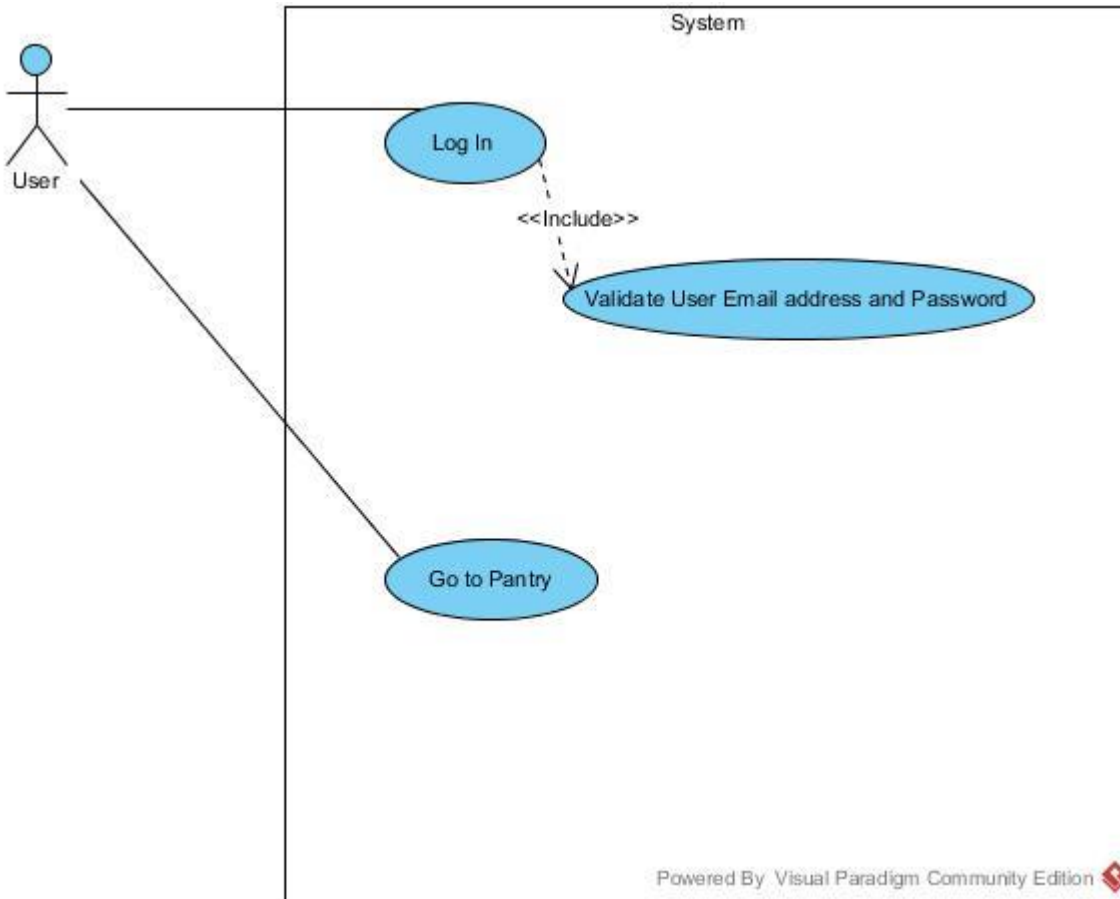 System
User
Log In
<<Include>>
Validate User Email address and Password
Go to Pantry
Powered By Visual Paradigm Community Edition